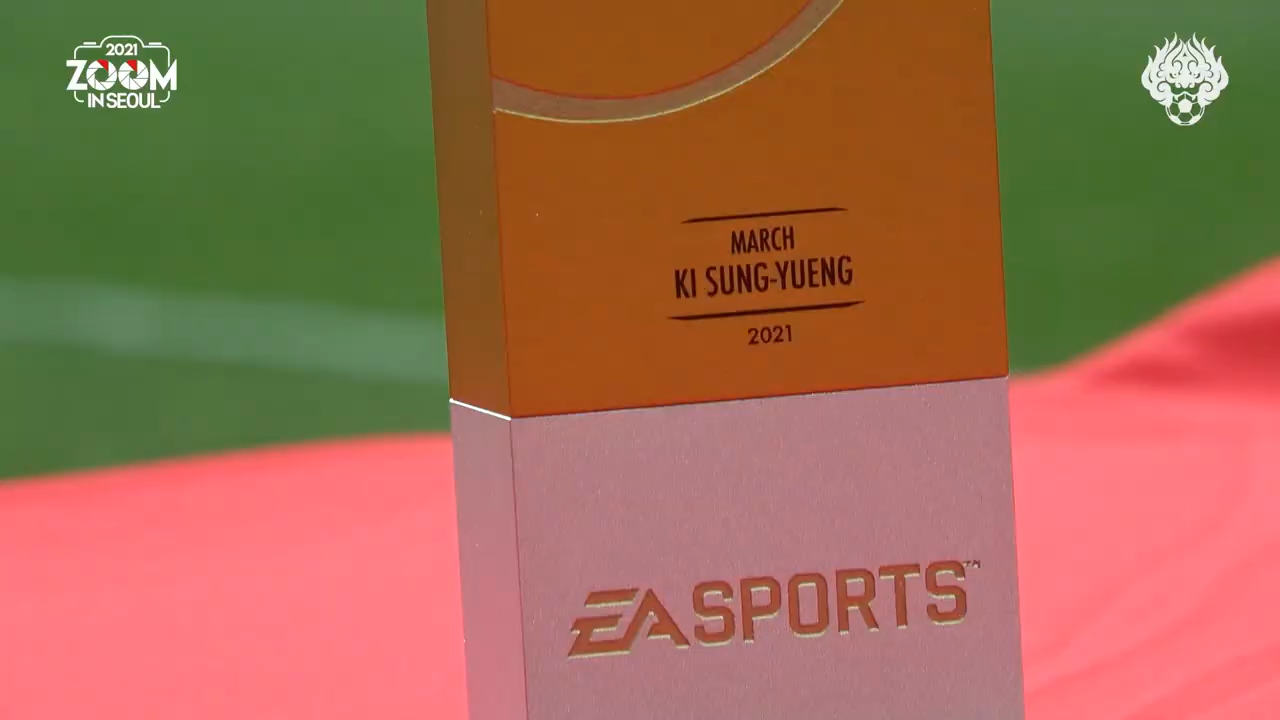 2021
ZOOM
IN SEOUL
MARCH
KI SUNG-YUENG
2021
EA SPORTS™